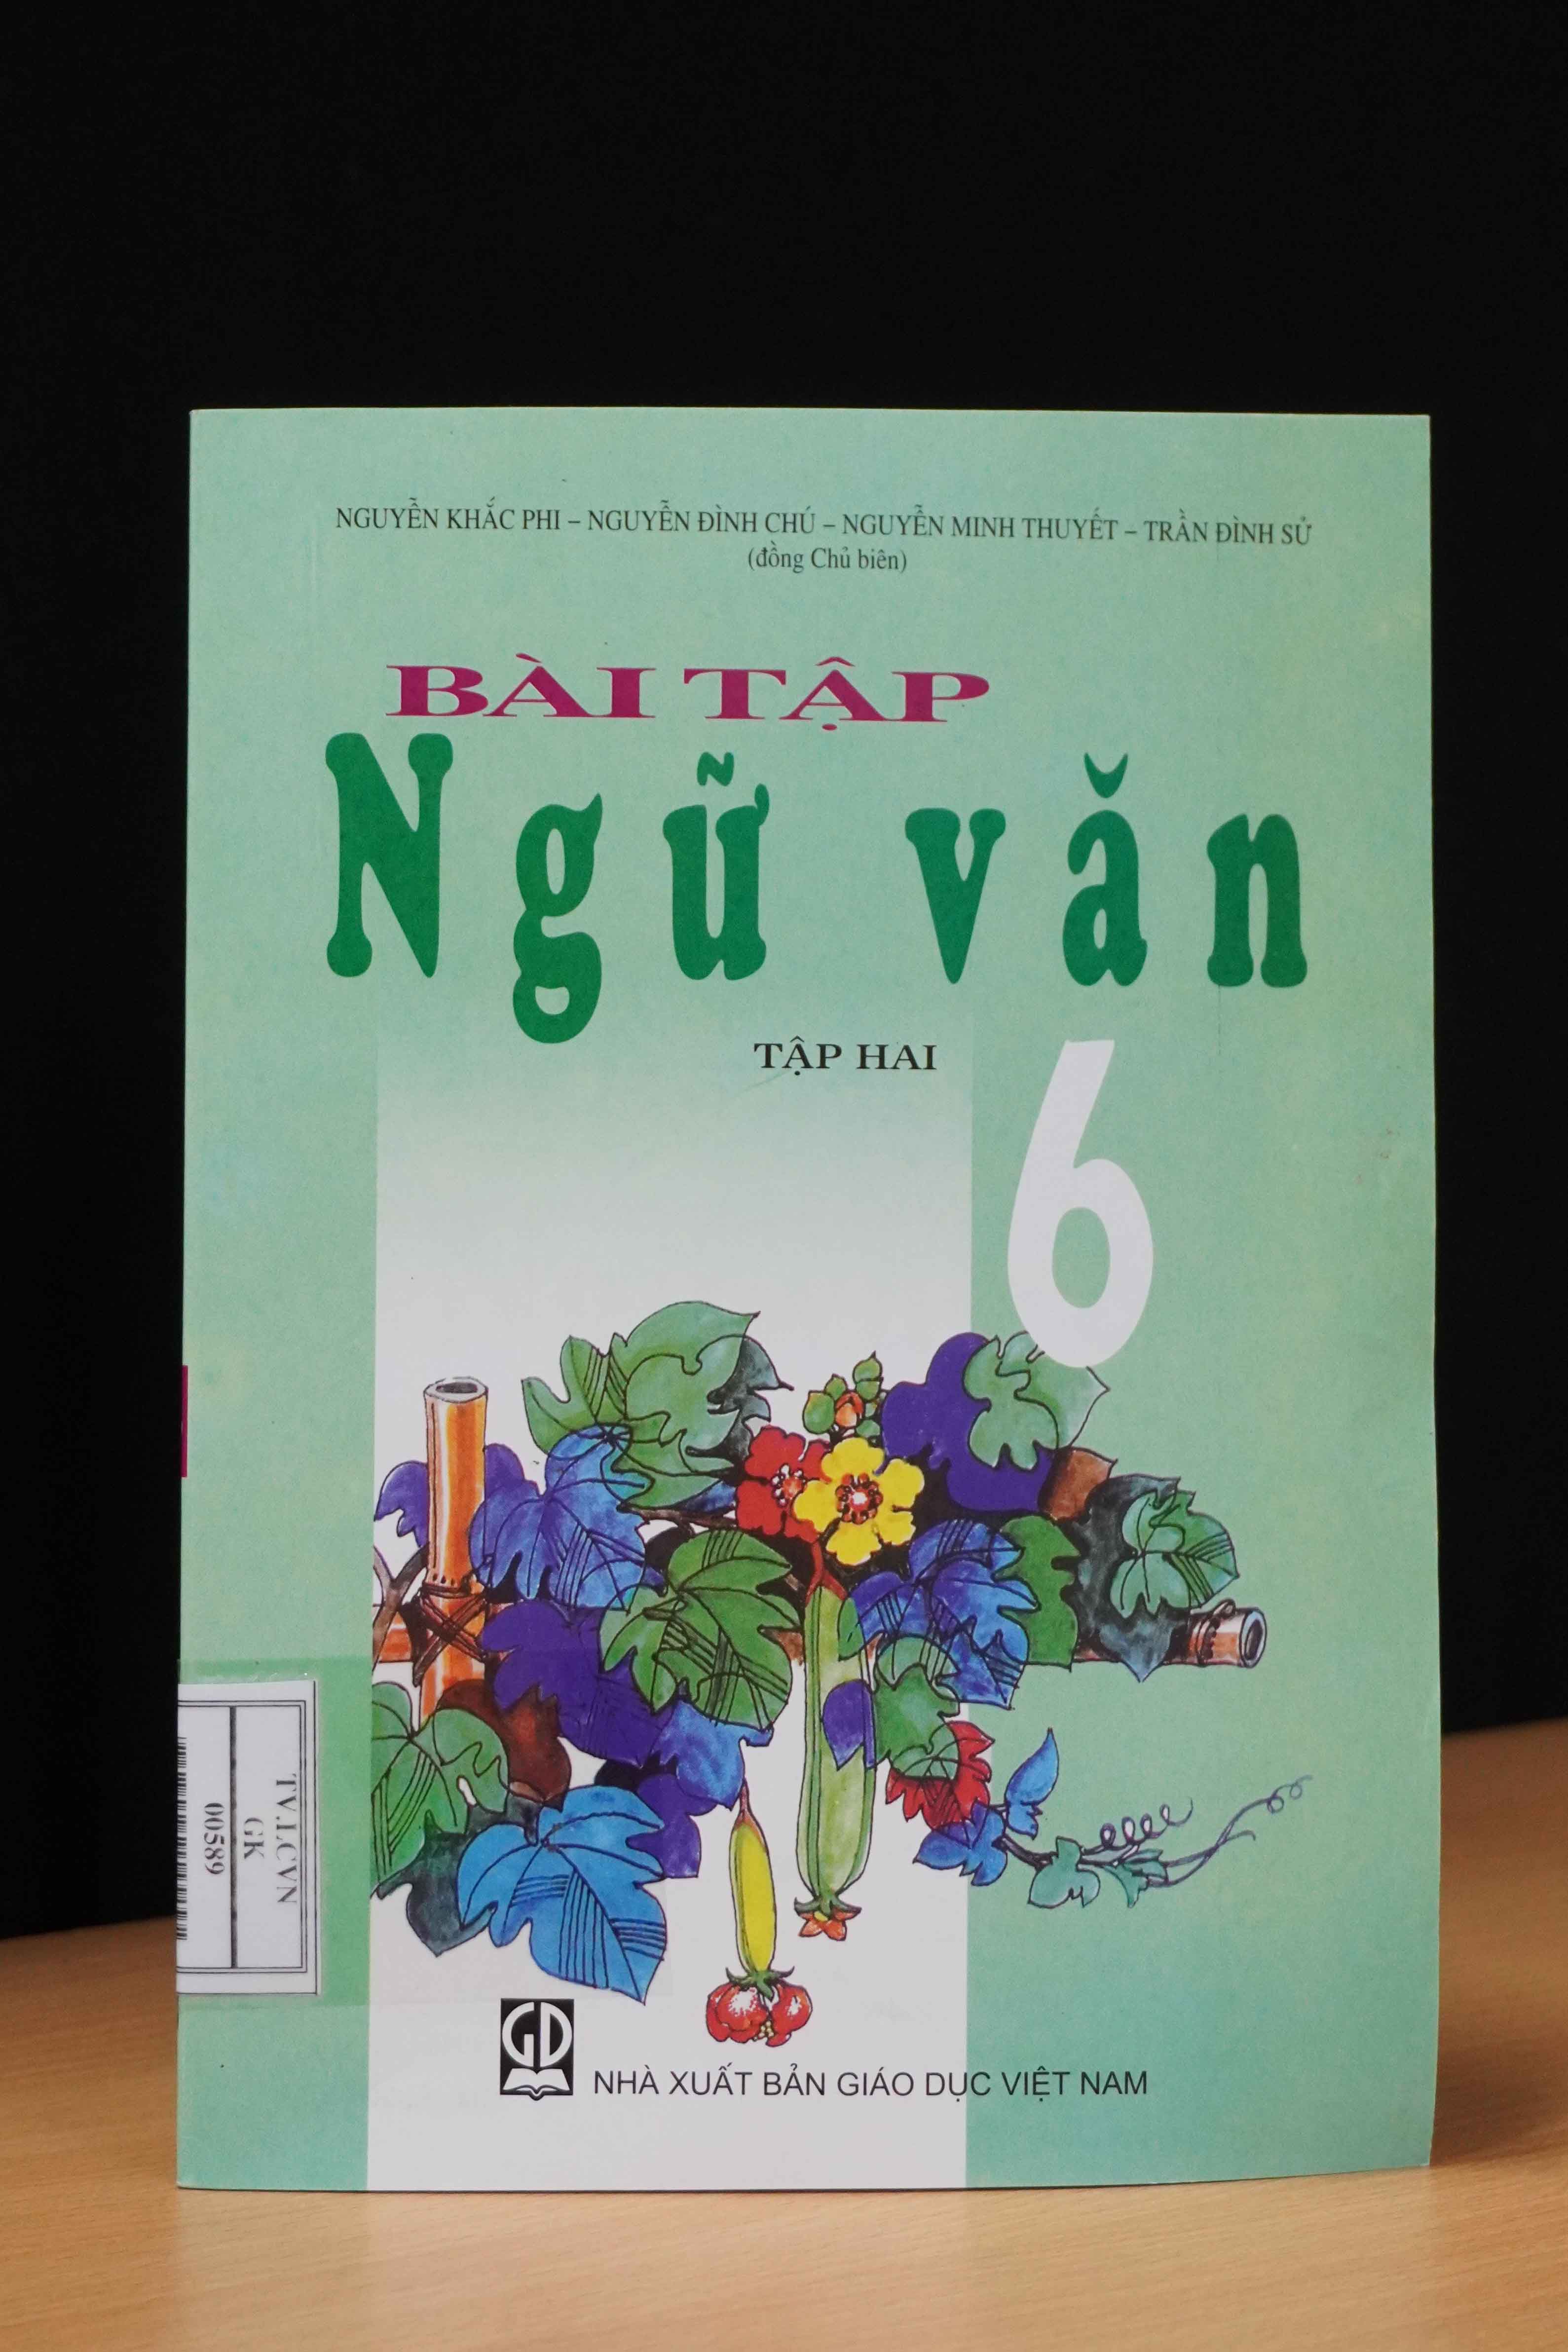 NGUYỄN KHẮC PHI – NGUYỄN ĐÌNH CHÚ – NGUYỄN MINH THUYẾT – TRẦN ĐÌNH SỬ
(đồng Chủ biên)
BÀI TẬP
Ngữ văn
TẬP HAI
6
TV.LCVN
GK
00589
GD
NHÀ XUẤT BẢN GIÁO DỤC VIỆT NAM